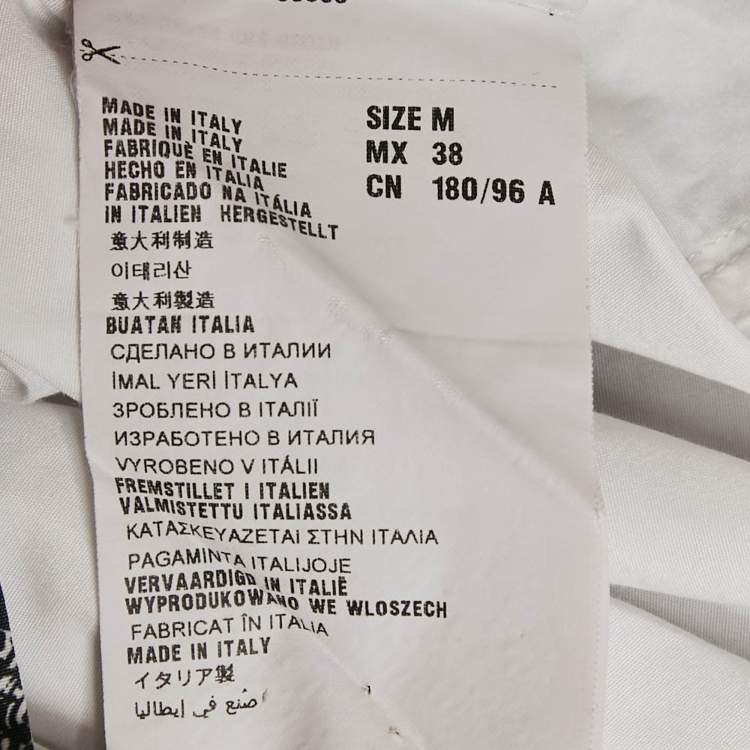 MADE IN ITALY
MADE IN ITALY
FABRIQUÈ EN ITALIE
HECHO EN ITALIA
FABRICADO NA ITÁLIA
IN ITALIEN HERGESTELLT
意大利制造
이태리산
意大利製造
BUATAN ITALIA
СДЕЛАНО В ИТАЛИИ
İMAL YERİ İTALYA
ЗРОБЛЕНО В ІТАЛІЇ
ИЗРАБОТЕНО В ИТАЛИЯ
VYROBENO V ITÁLII
FREMSTILLET I ITALIEN
VALMISTETTU ITALIASSA
ΚΑΤΑΣΚΕΥΑΖΕΤΑΙ ΣΤΗΝ ΙΤΑΛΙΑ
PAGAMINTA ITALIJOJE
VERVAARDIGD IN ITALIË
WYPRODUKOWANO WE WLOSZECH
FABRICAT ÎN ITALIA
MADE IN ITALY
イタリア製
صنع في إيطاليا
SIZE M
MX 38
CN 180/96 A